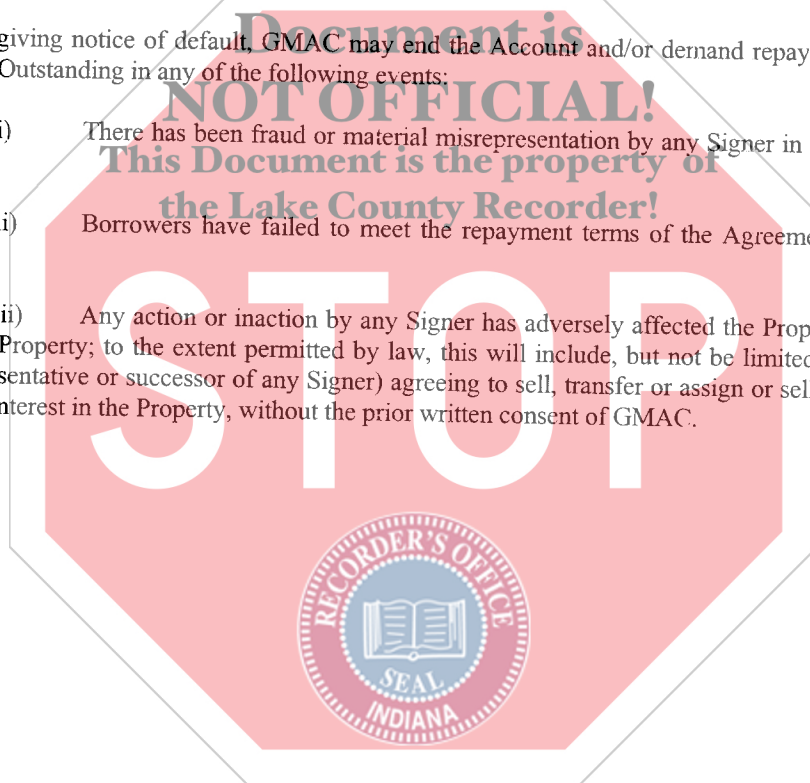 Document is
giving notice of default, GMAC may end the Account and/or demand repay
Outstanding in any of the following events:
NOT OFFICIAL!
i) There has been fraud or material misrepresentation by any Signer in
This Document is the property of
the Lake County Recorder!
i) Borrowers have failed to meet the repayment terms of the Agreeme
STOP
ii) Any action or inaction by any Signer has adversely affected the Prop
Property; to the extent permitted by law, this will include, but not be limited
sentative or successor of any Signer) agreeing to sell, transfer or assign or sell
nterest in the Property, without the prior written consent of GMAC.
RECORDER'S OFFICE
SEAL
INDIANA